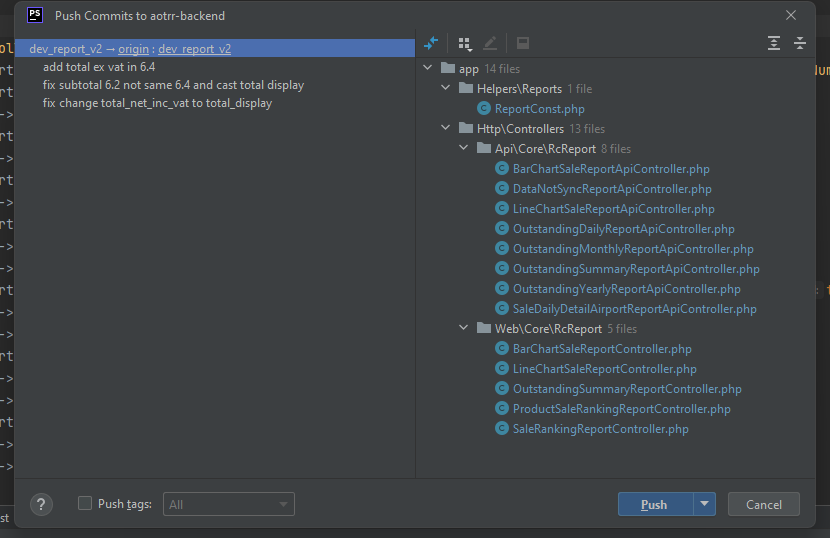 PS Push Commits to aotrr-backend
dev_report_v2 → origin : dev_report_v2
add total ex vat in 6.4
fix subtotal 6.2 not same 6.4 and cast total display
fix change total_net_inc_vat to total_display
app 14 files
Helpers\Reports 1 file
C ReportConst.php
Http\Controllers 13 files
Api\Core\RcReport 8 files
C BarChartSaleReportApiController.php
C DataNotSyncReportApiController.php
C LineChartSaleReportApiController.php
C OutstandingDailyReportApiController.php
C OutstandingMonthlyReportApiController.php
C OutstandingSummaryReportApiController.php
C OutstandingYearlyReportApiController.php
C SaleDailyDetailAirportReportApiController.php
Web\Core\RcReport 5 files
C BarChartSaleReportController.php
C LineChartSaleReportController.php
C OutstandingSummaryReportController.php
C ProductSaleRankingReportController.php
C SaleRankingReportController.php
? Push tags: All Push Cancel